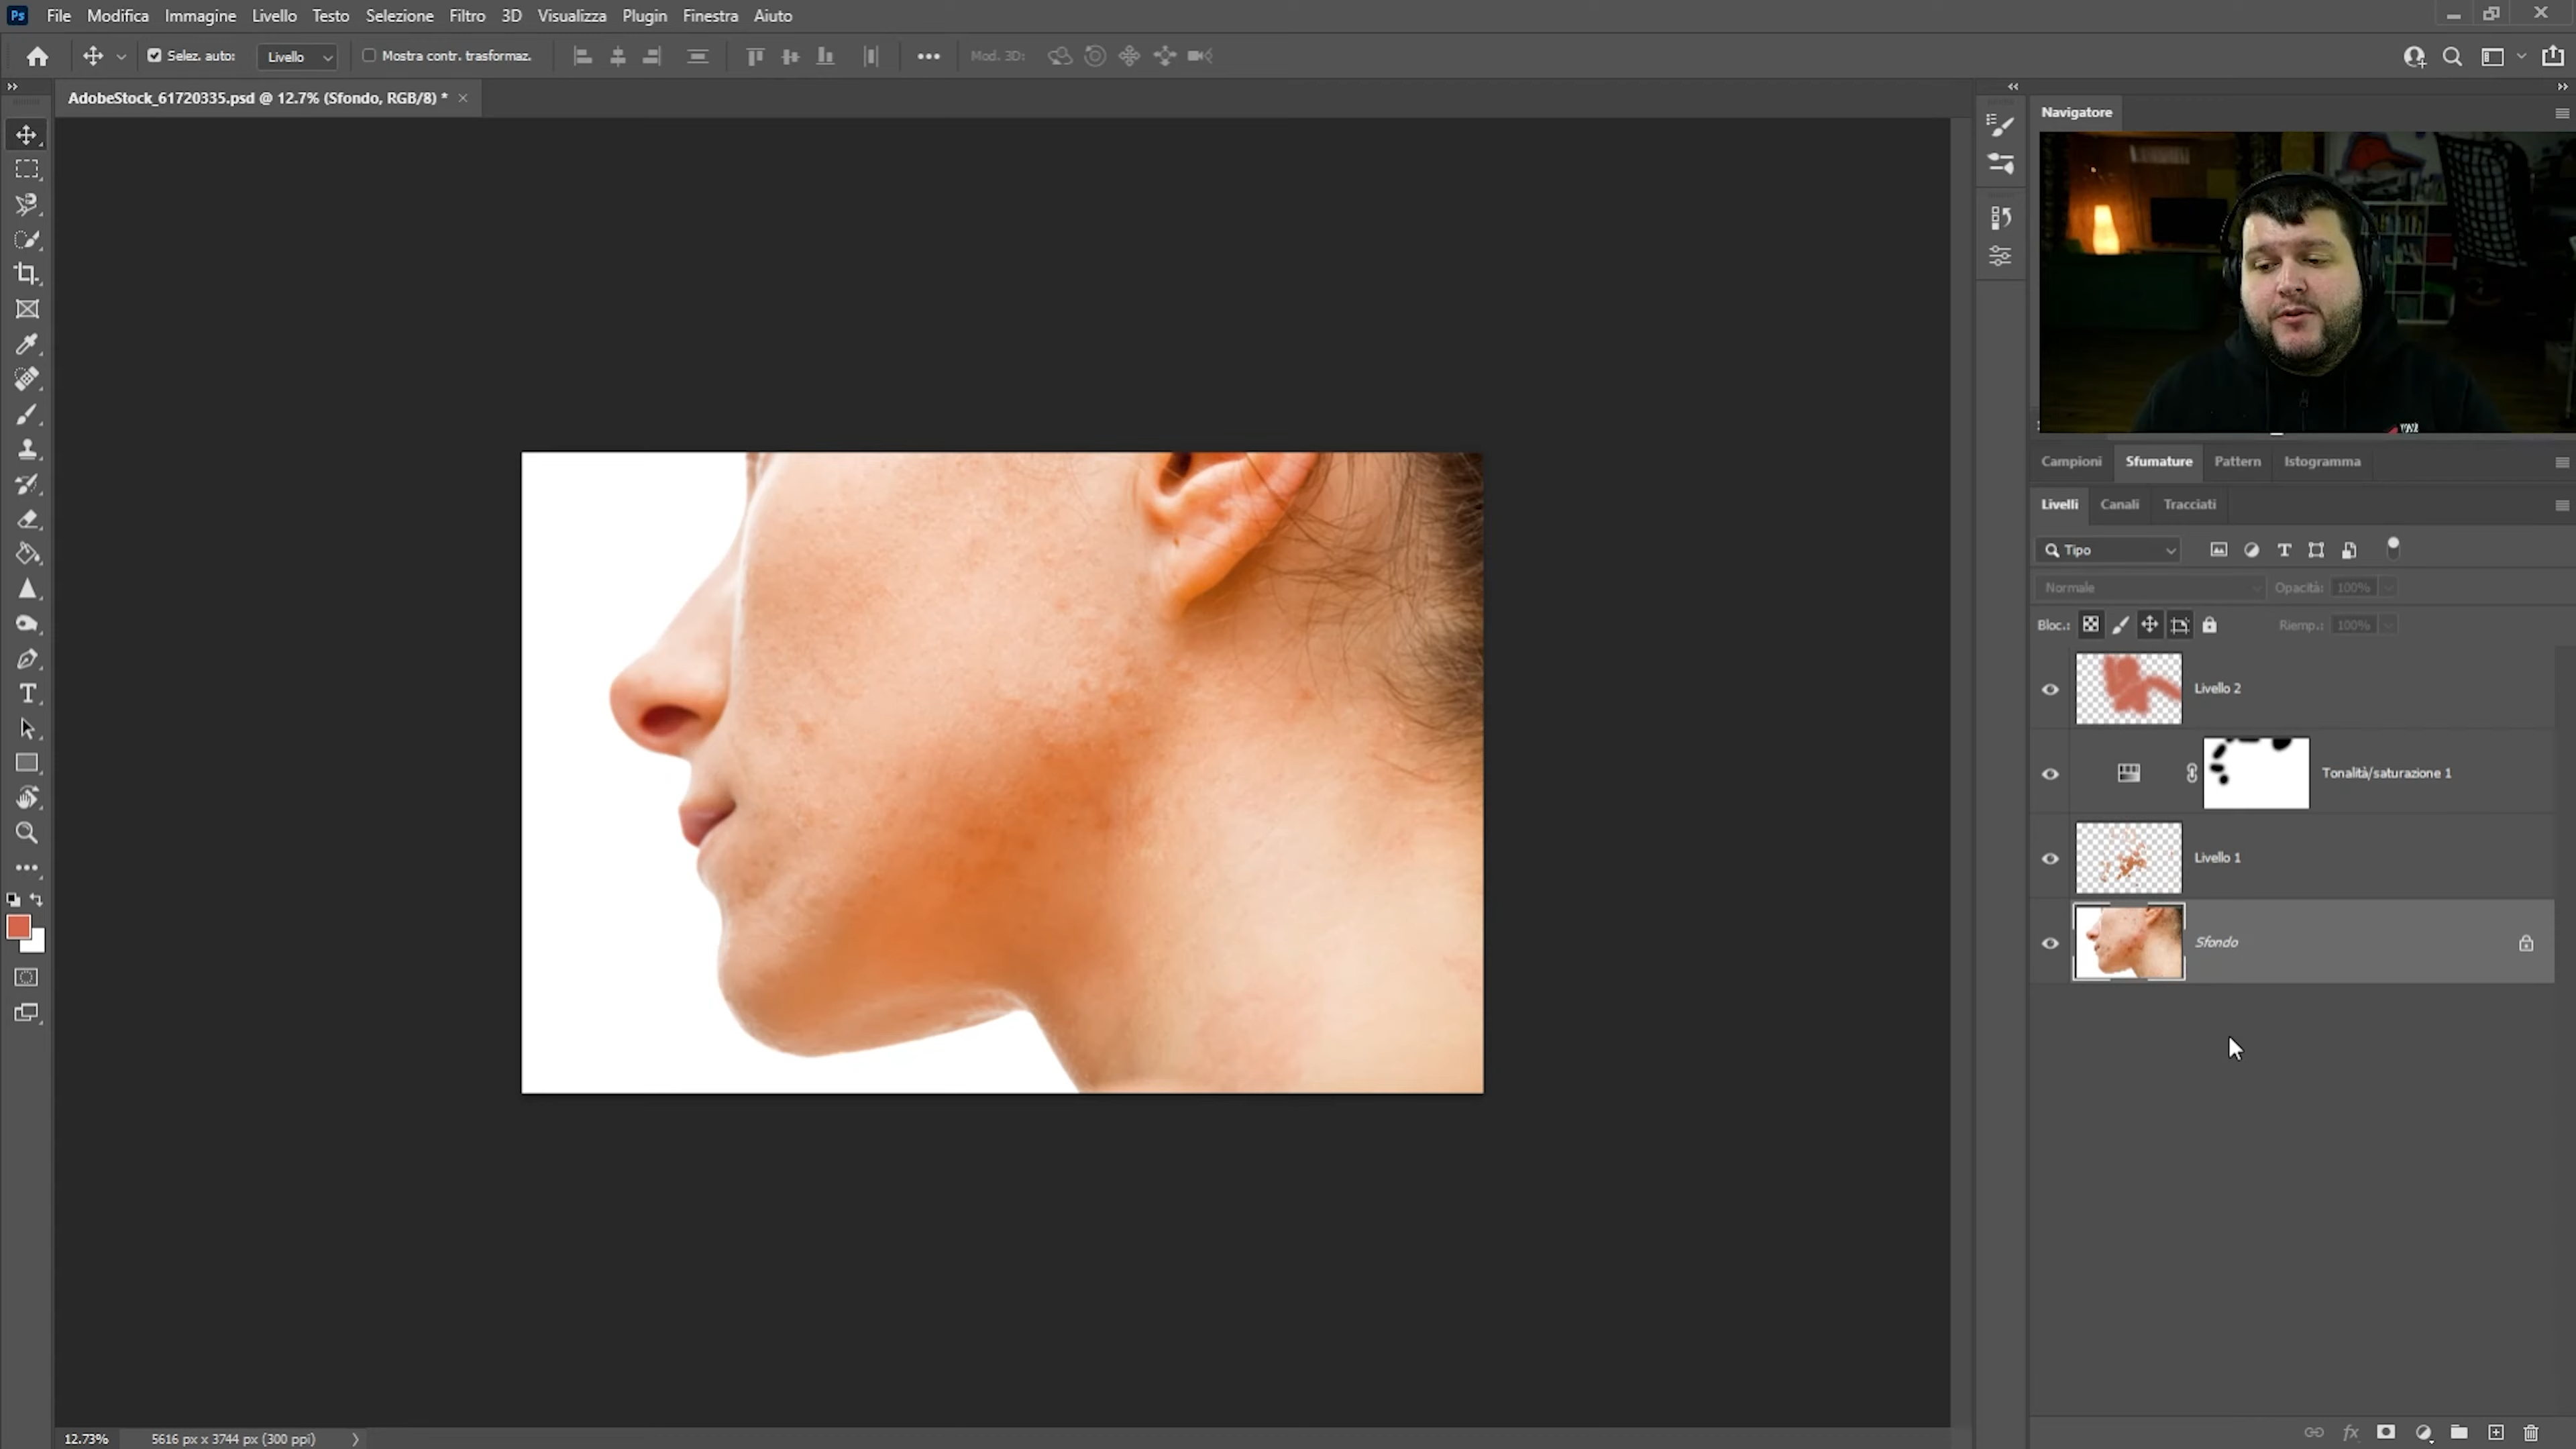 Ps File Modifica Immagine Livello Testo Selezione Filtro 3D Visualizza Plugin Finestra Aiuto
Selez. auto: Livello Mostra contr. trasformaz. Mod. 3D:
AdobeStock_61720335.psd @ 12.7% (Sfondo, RGB/8) *
Navigatore
Campioni Sfumature Pattern Istogramma
Livelli Canali Tracciati
Tipo
Normale Opacità: 100%
Bloc.: Riemp.: 100%
Livello 2
Tonalità/saturazione 1
Livello 1
Sfondo
12.73% 5616 px x 3744 px (300 ppi)